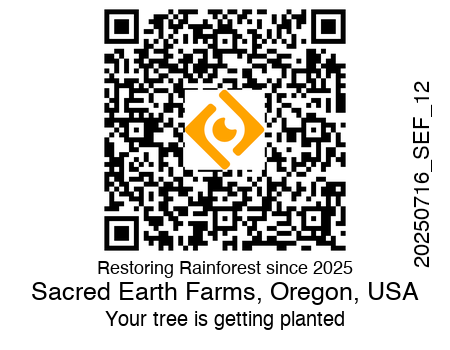 Restoring Rainforest since 2025
Sacred Earth Farms, Oregon, USA
Your tree is getting planted
20250716_SEF_12